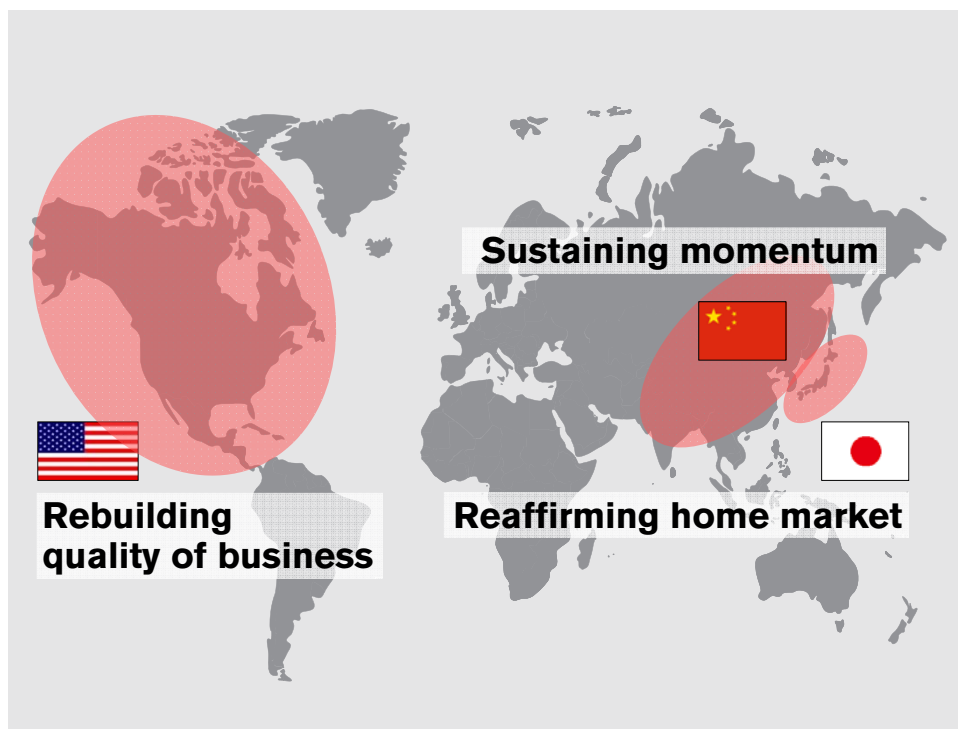 Sustaining momentum
Rebuilding
quality of business
Reaffirming home market